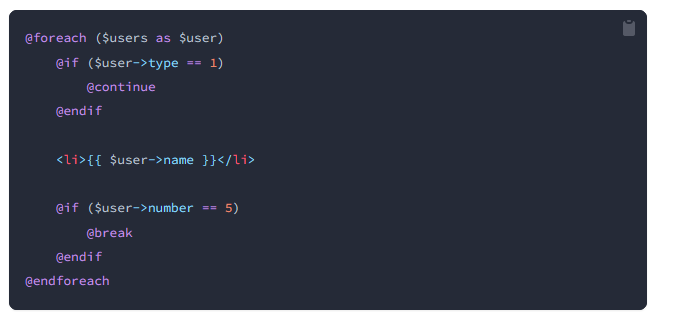 @foreach ($users as $user)
    @if ($user->type == 1)
        @continue
    @endif

    <li>{{ $user->name }}</li>

    @if ($user->number == 5)
        @break
    @endif
@endforeach